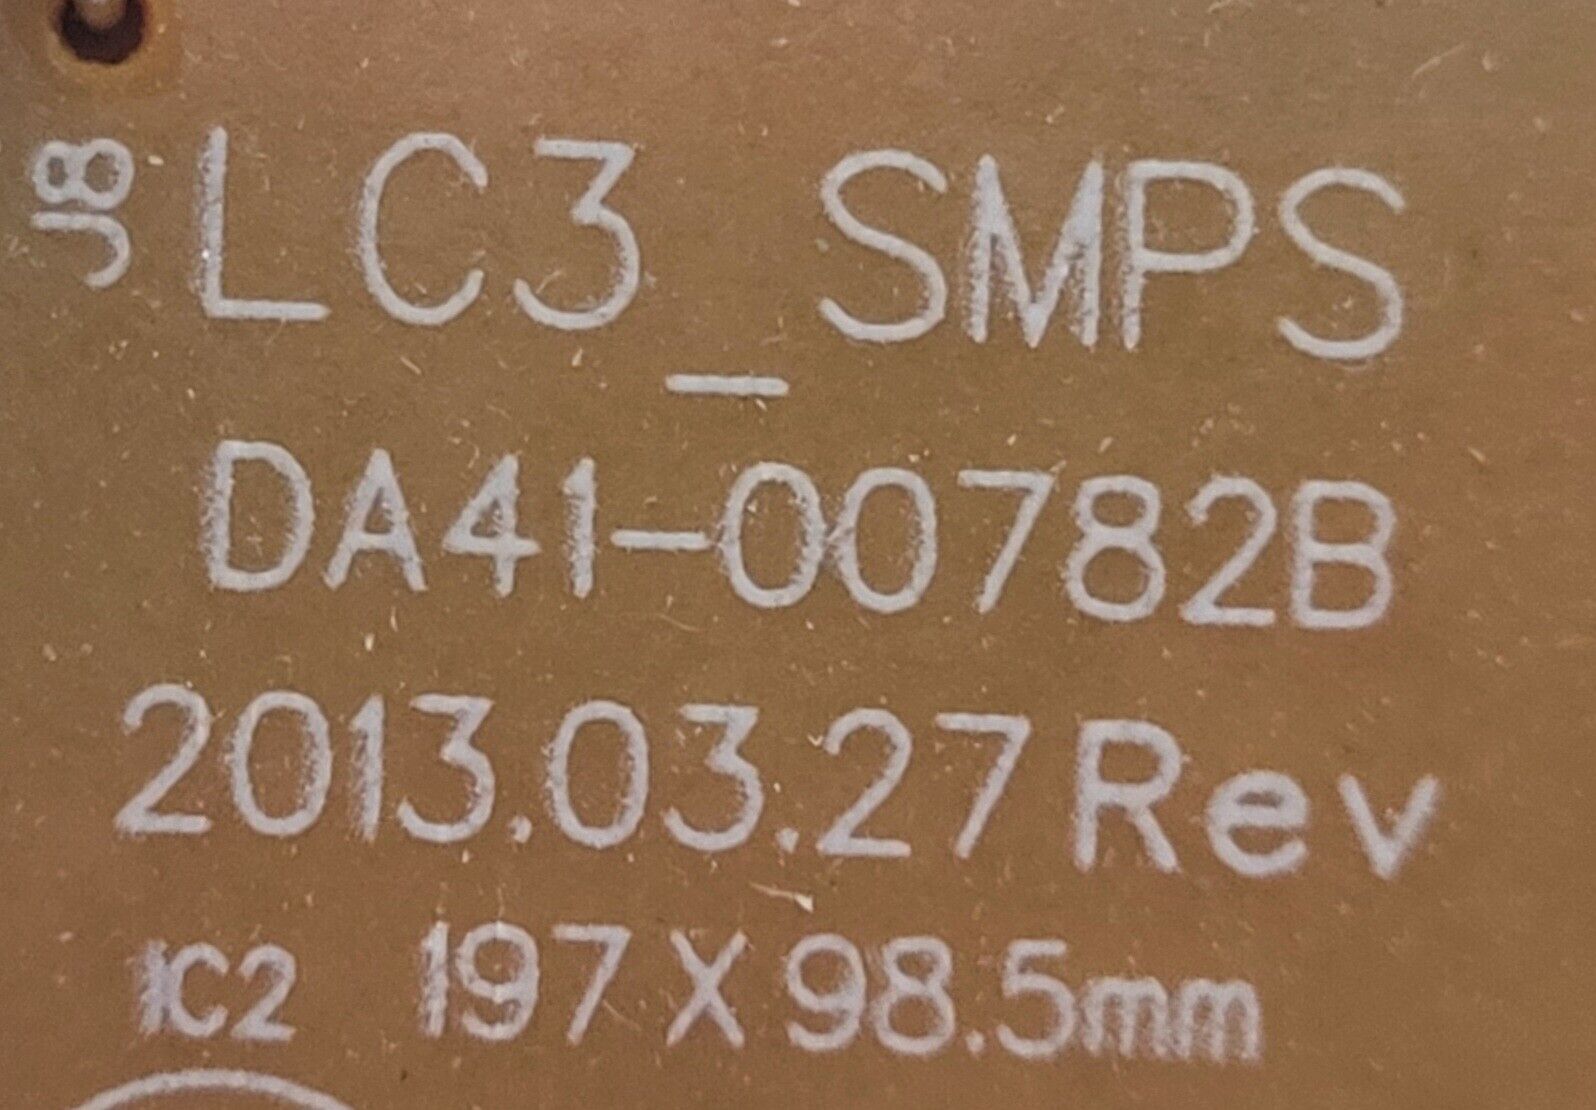 J8
LC3_SMPS
DA41-00782B
2013.03.27 Rev
IC2 197 X 98.5mm